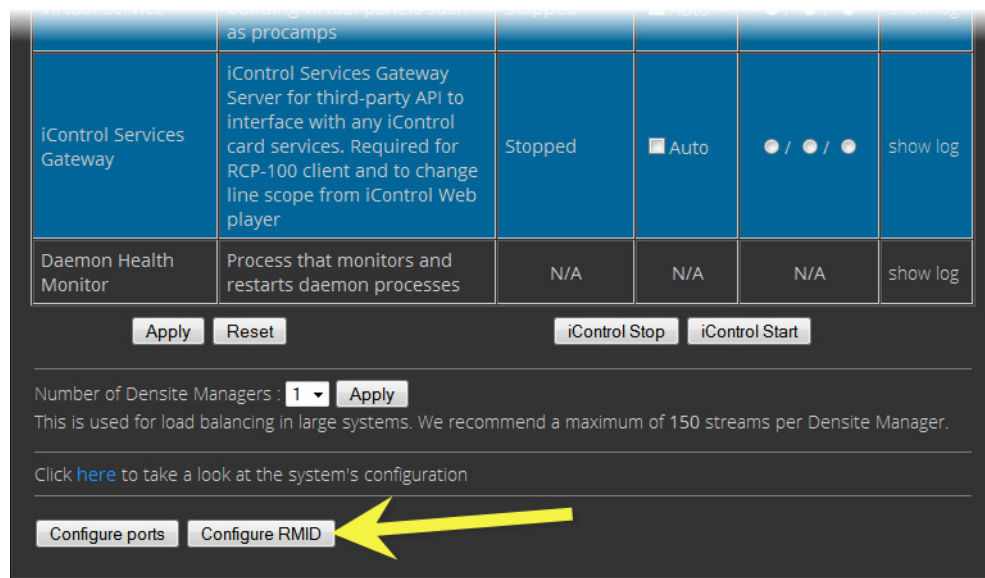 as procamps
iControl Services Gateway
iControl Services Gateway
Server for third-party API to
interface with any iControl
card services. Required for
RCP-100 client and to change
line scope from iControl Web
player
Stopped
Auto
/ /
show log
Daemon Health
Monitor
Process that monitors and
restarts daemon processes
N/A
N/A
N/A
show log
Apply
Reset
iControl Stop
iControl Start
Number of Densite Managers : 1 Apply
This is used for load balancing in large systems. We recommend a maximum of 150 streams per Densite Manager.
Click here to take a look at the system's configuration
Configure ports
Configure RMID